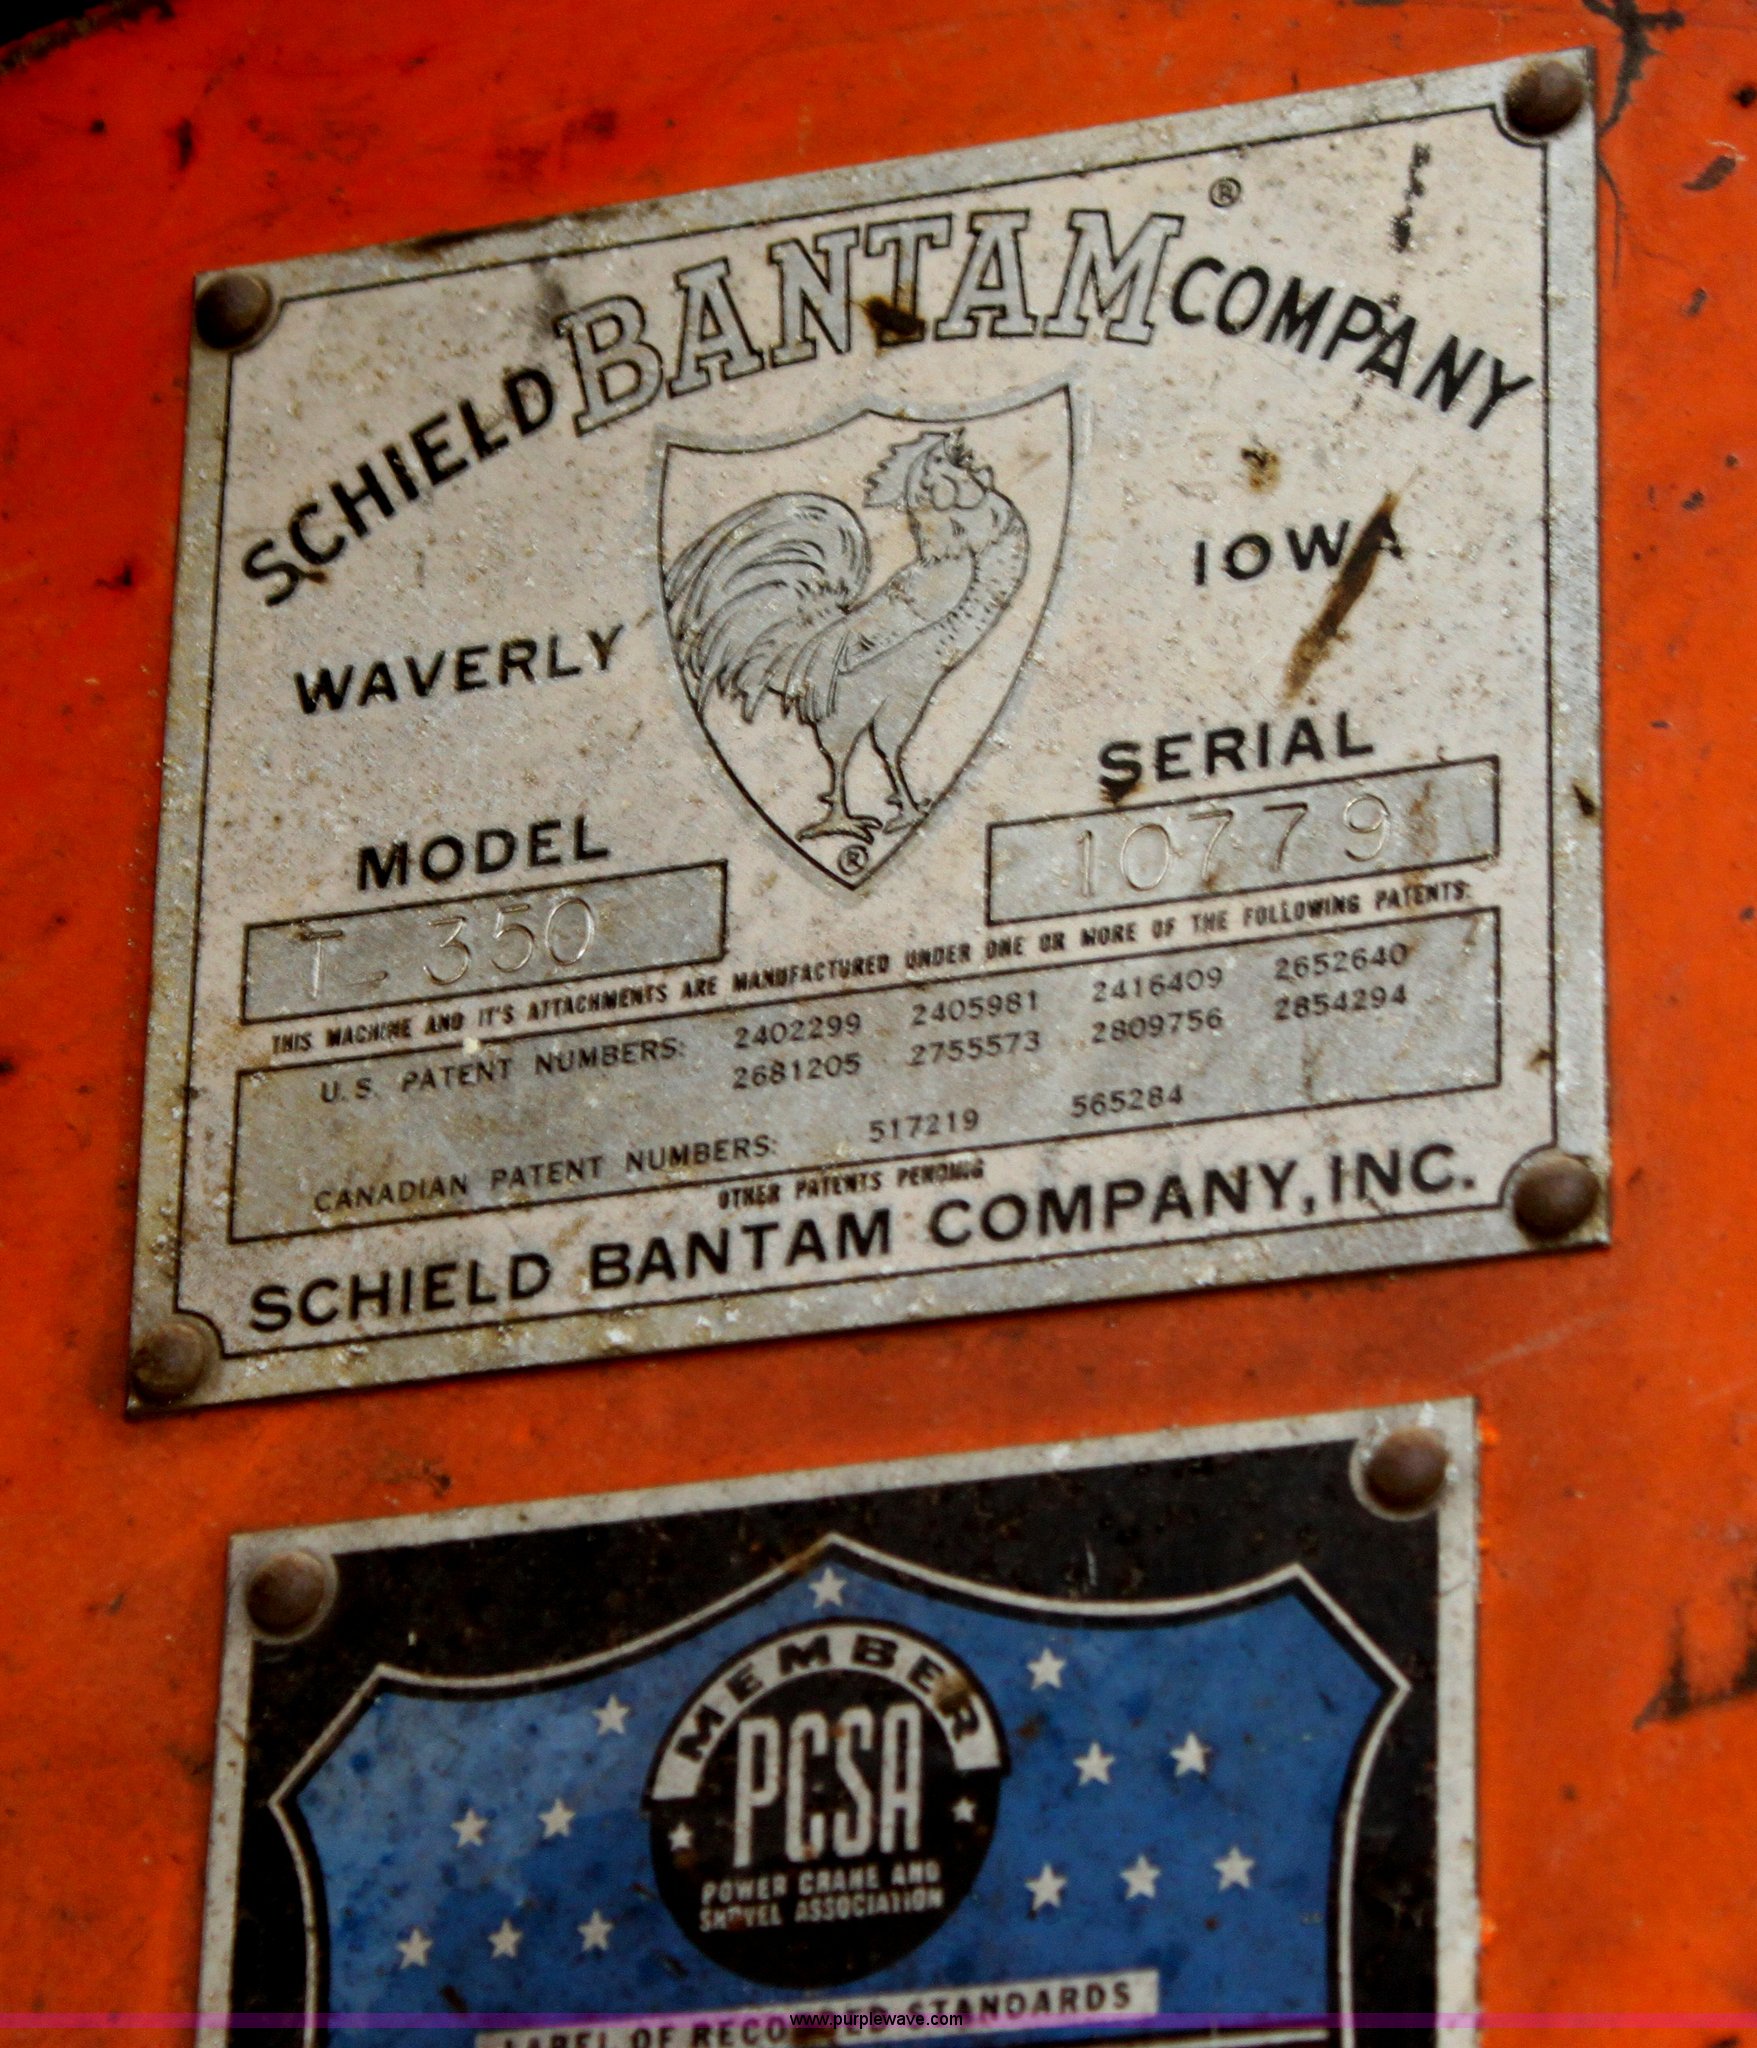 SCHIELD BANTAM® COMPANY
WAVERLY IOWA
®
MODEL SERIAL
T-350 10779
THIS MACHINE AND IT'S ATTACHMENTS ARE MANUFACTURED UNDER ONE OR MORE OF THE FOLLOWING PATENTS:
U.S. PATENT NUMBERS: 2402299 2405981 2416409 2652640
2681205 2755573 2809756 2854294
CANADIAN PATENT NUMBERS: 517219 565284
OTHER PATENTS PENDING
SCHIELD BANTAM COMPANY, INC.
MEMBER
PCSA
POWER CRANE AND
SHOVEL ASSOCIATION
LABEL OF RECORDED STANDARDS
www.purplewave.com